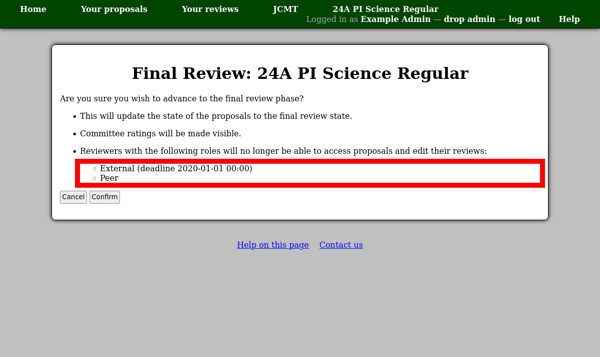 Home Your proposals Your review JCMT 24A PI Science Regular
Logged in as Example Admin — drop admin — log out Help
Final Review: 24A PI Science Regular
Are you sure you wish to advance to the final review phase?
This will update the state of the proposals to the final review state.
Committee ratings will be made visible.
Reviewers with the following roles will no longer be able to access proposals and edit their reviews:
External (deadline 2020-01-01 00:00)
Peer
Cancel Confirm
Help on this page Contact us